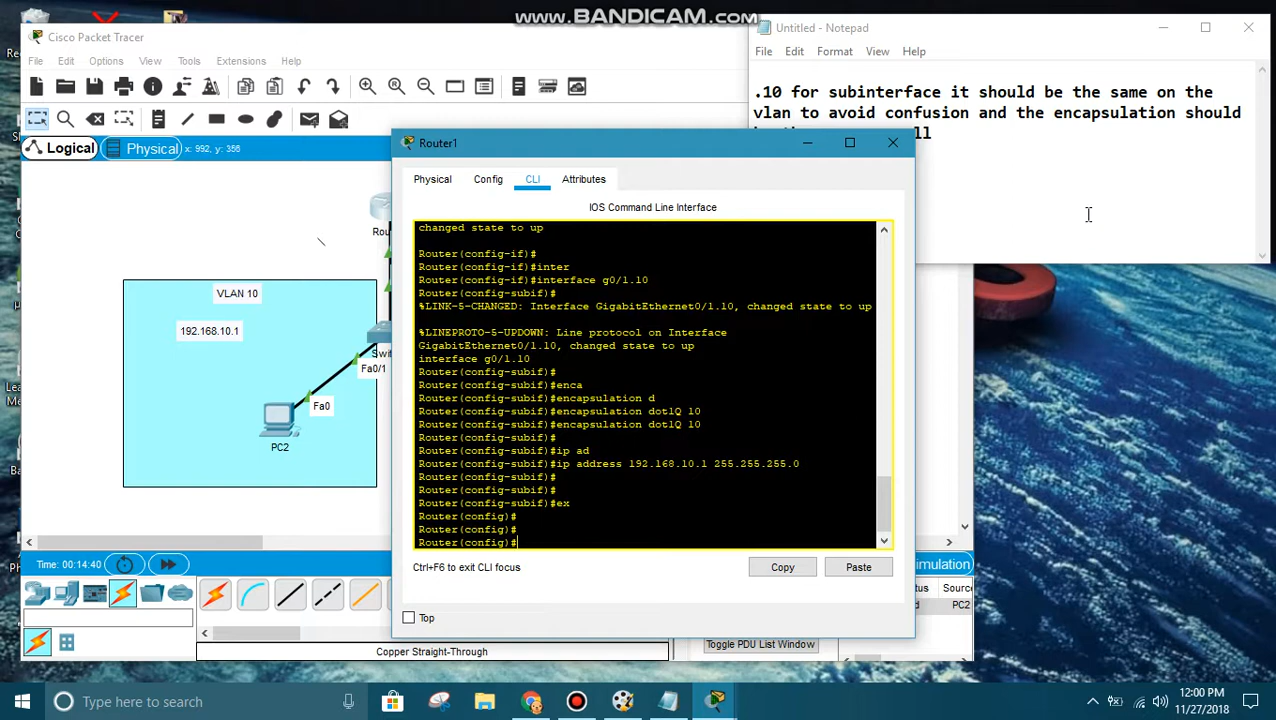 www.BANDICAM.com
Cisco Packet Tracer
File Edit Options View Tools Extensions Help
Logical Physical x: 992, y: 356
Untitled - Notepad
File Edit Format View Help
.10 for subinterface it should be the same on the
vlan to avoid confusion and the encapsulation should
Router1
Physical Config CLI Attributes
IOS Command Line Interface
changed state to up
Router(config-if)#
Router(config-if)#inter
Router(config-if)#interface g0/1.10
Router(config-subif)#
%LINK-5-CHANGED: Interface GigabitEthernet0/1.10, changed state to up
%LINEPROTO-5-UPDOWN: Line protocol on Interface
GigabitEthernet0/1.10, changed state to up
interface g0/1.10
Router(config-subif)#
Router(config-subif)#enca
Router(config-subif)#encapsulation d
Router(config-subif)#encapsulation dot1Q 10
Router(config-subif)#encapsulation dot1Q 10
Router(config-subif)#
Router(config-subif)#ip ad
Router(config-subif)#ip address 192.168.10.1 255.255.255.0
Router(config-subif)#
Router(config-subif)#
Router(config-subif)#ex
Router(config)#
Router(config)#
Router(config)#
Ctrl+F6 to exit CLI focus
Copy Paste
Top
Rou
VLAN 10
192.168.10.1
Swit
Fa0/1
Fa0
PC2
Time: 00:14:40
imulation
tus Source
d PC2
Copper Straight-Through
Toggle PDU List Window
Type here to search
12:00 PM
11/27/2018